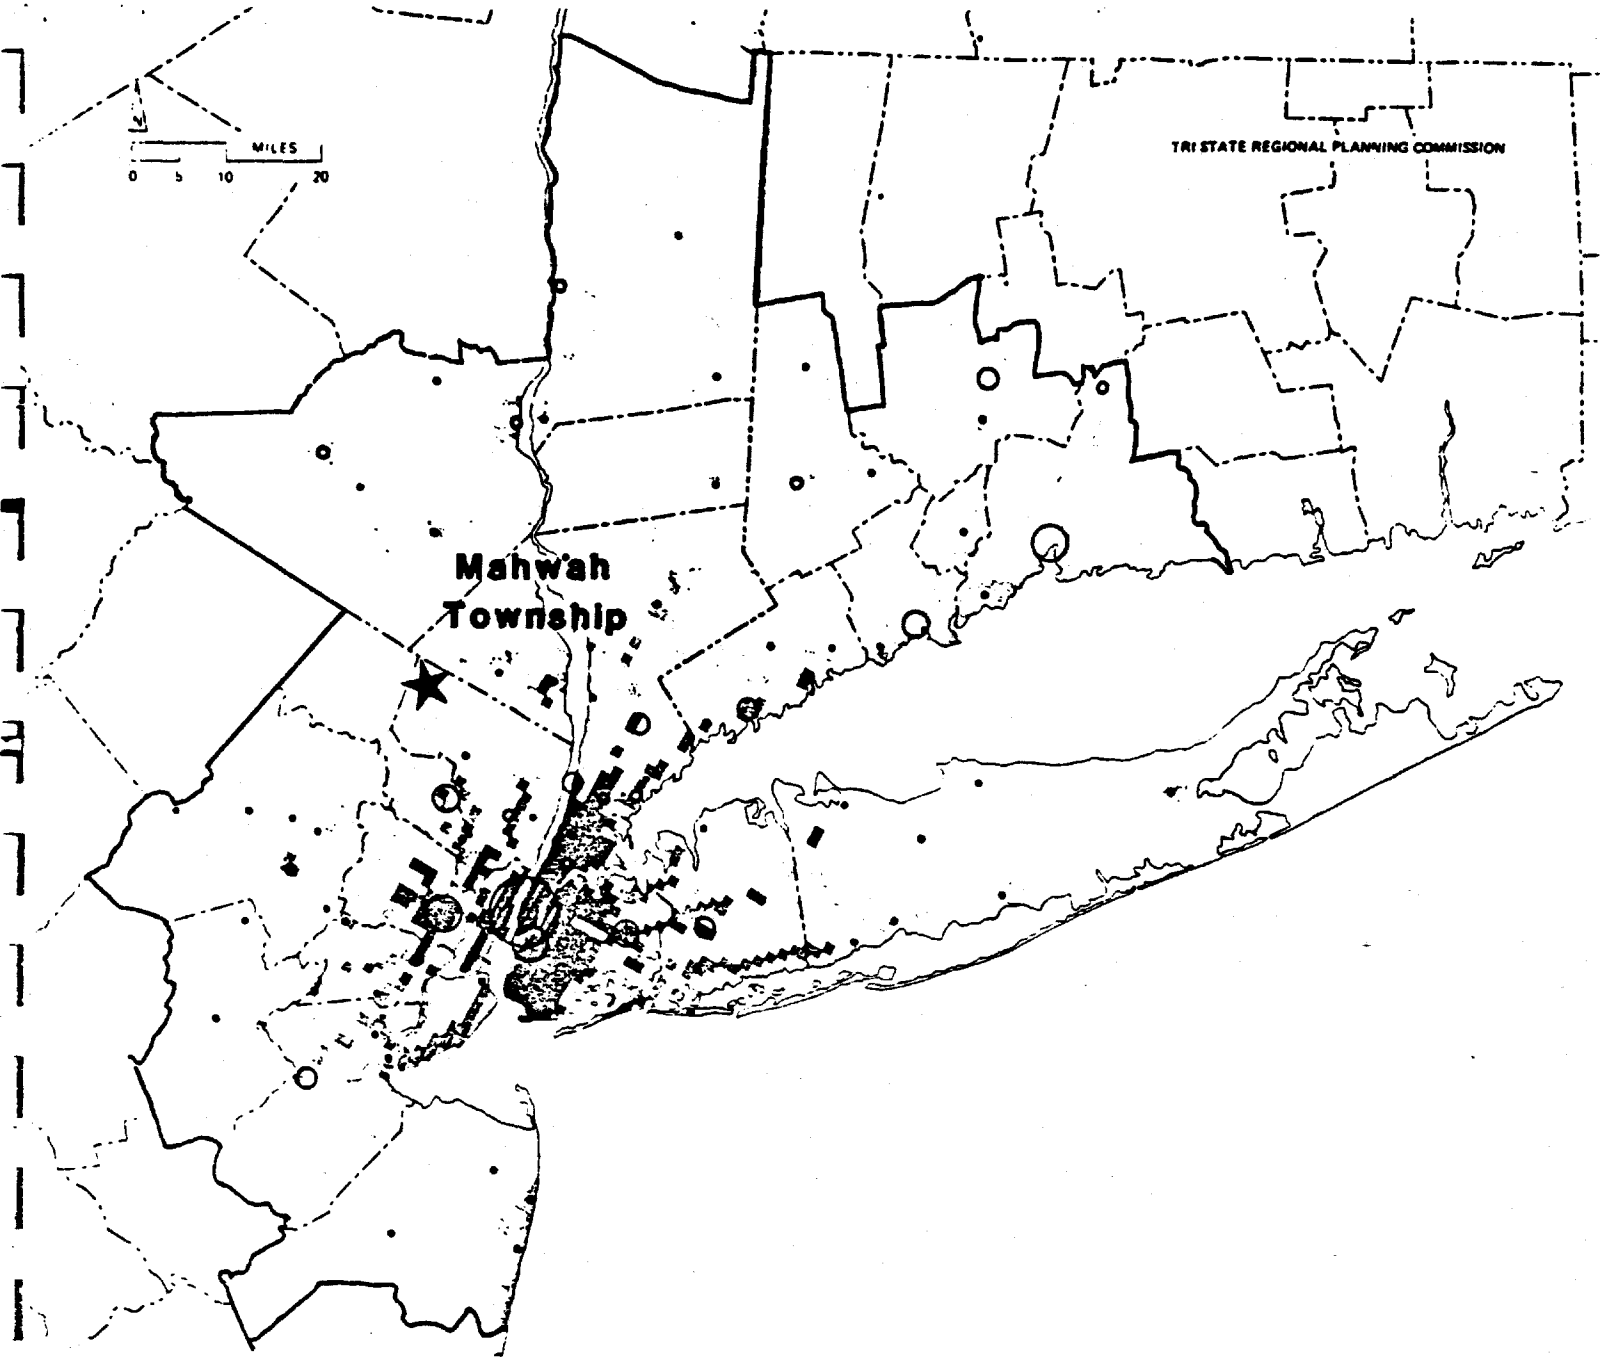 N
MILES
0 5 10 20
TRI STATE REGIONAL PLANNING COMMISSION
Mahwah
Township